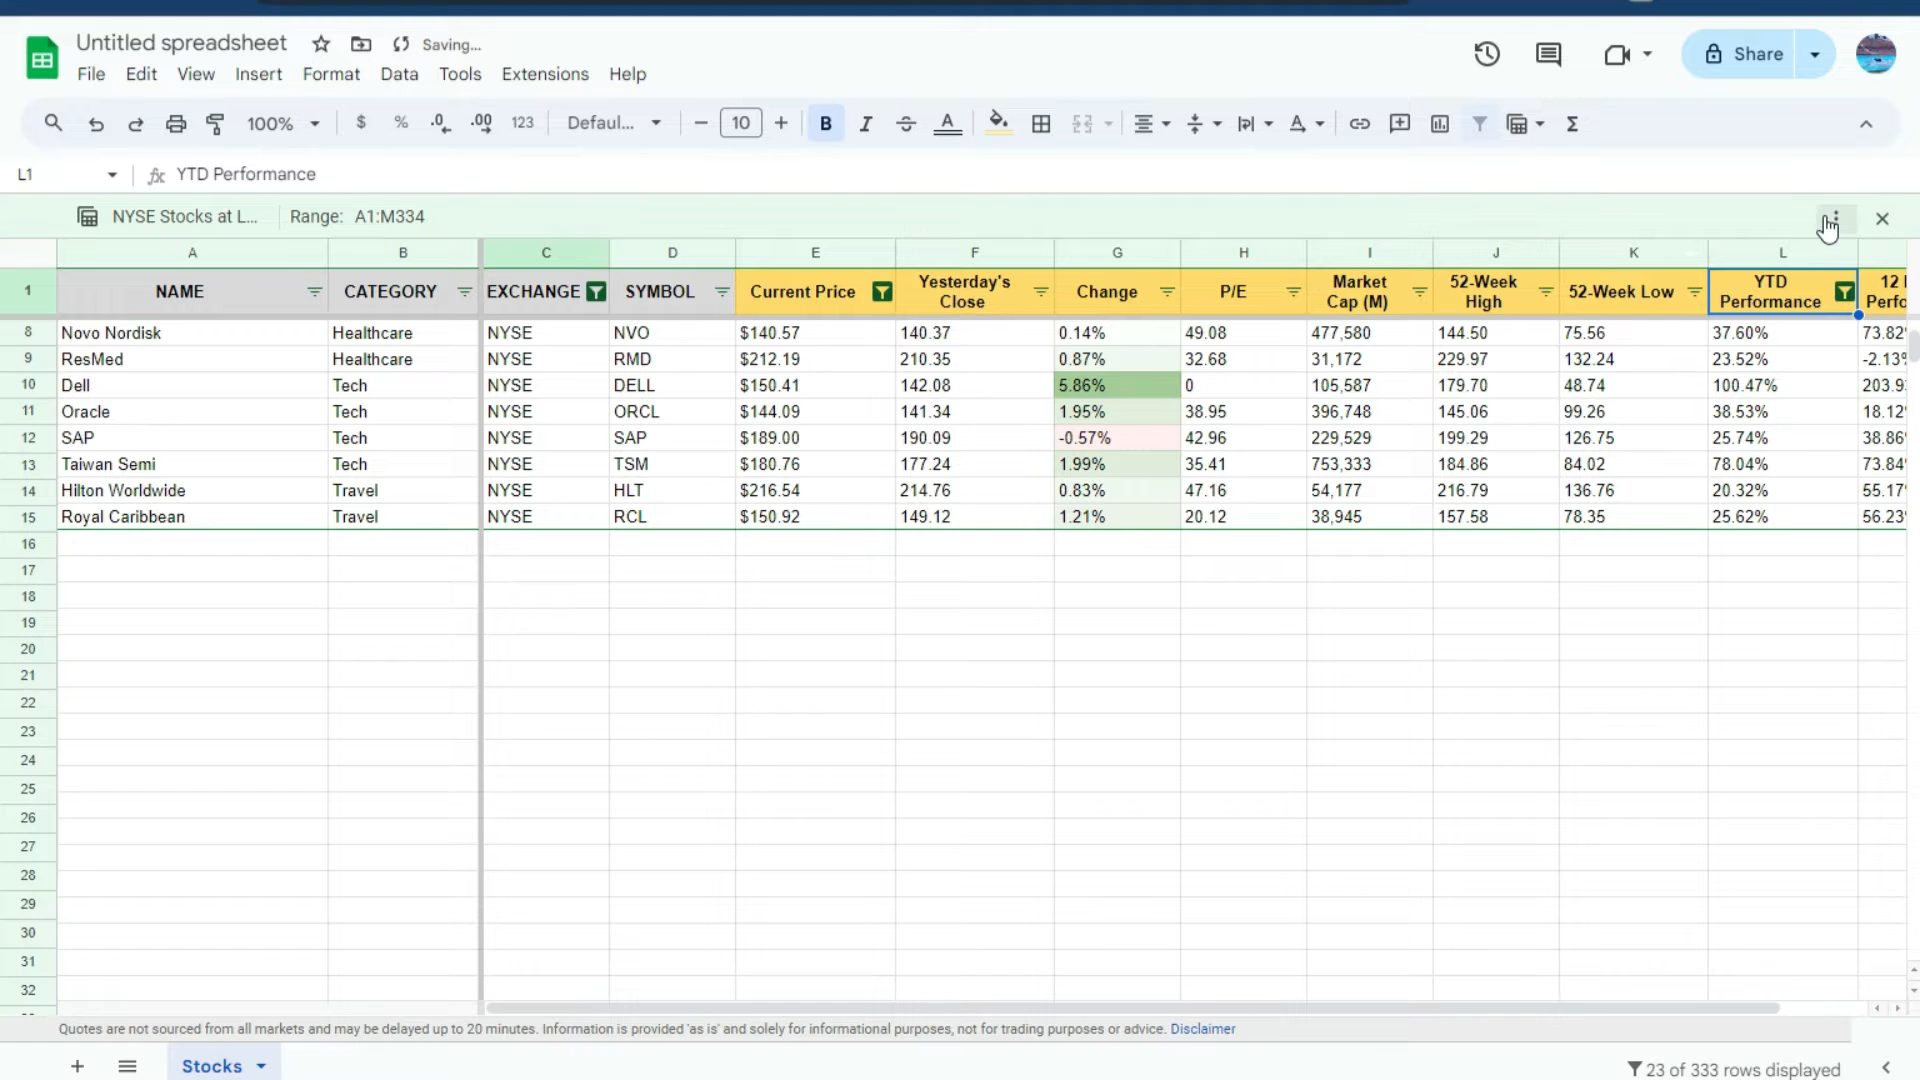 Untitled spreadsheet Saving...
File Edit View Insert Format Data Tools Extensions Help
Share
100% $ % .0 .00 123 Defaul... 10 B I A
L1 fx YTD Performance
NYSE Stocks at L... Range: A1:M334
A B C D E F G H I J K L
1 NAME CATEGORY EXCHANGE SYMBOL Current Price Yesterday's Close Change P/E Market Cap (M) 52-Week High 52-Week Low YTD Performance 12
8 Novo Nordisk Healthcare NYSE NVO $140.57 140.37 0.14% 49.08 477,580 144.50 75.56 37.60% 73.82
9 ResMed Healthcare NYSE RMD $212.19 210.35 0.87% 32.68 31,172 229.97 132.24 23.52% -2.13%
10 Dell Tech NYSE DELL $150.41 142.08 5.86% 0 105,587 179.70 48.74 100.47% 203.9
11 Oracle Tech NYSE ORCL $144.09 141.34 1.95% 38.95 396,748 145.06 99.26 38.53% 18.12
12 SAP Tech NYSE SAP $189.00 190.09 -0.57% 42.96 229,529 199.29 126.75 25.74% 38.86
13 Taiwan Semi Tech NYSE TSM $180.76 177.24 1.99% 35.41 753,333 184.86 84.02 78.04% 73.84
14 Hilton Worldwide Travel NYSE HLT $216.54 214.76 0.83% 47.16 54,177 216.79 136.76 20.32% 55.17
15 Royal Caribbean Travel NYSE RCL $150.92 149.12 1.21% 20.12 38,945 157.58 78.35 25.62% 56.23
16
17
18
19
20
21
22
23
24
25
26
27
28
29
30
31
32
Quotes are not sourced from all markets and may be delayed up to 20 minutes. Information is provided 'as is' and solely for informational purposes, not for trading purposes or advice. Disclaimer
Stocks 23 of 333 rows displayed